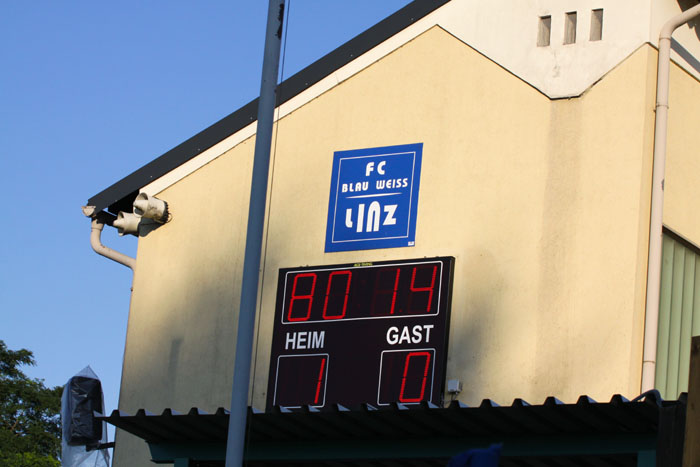 FC
BLAU WEISS
LINZ
80 14
HEIM GAST
1 0